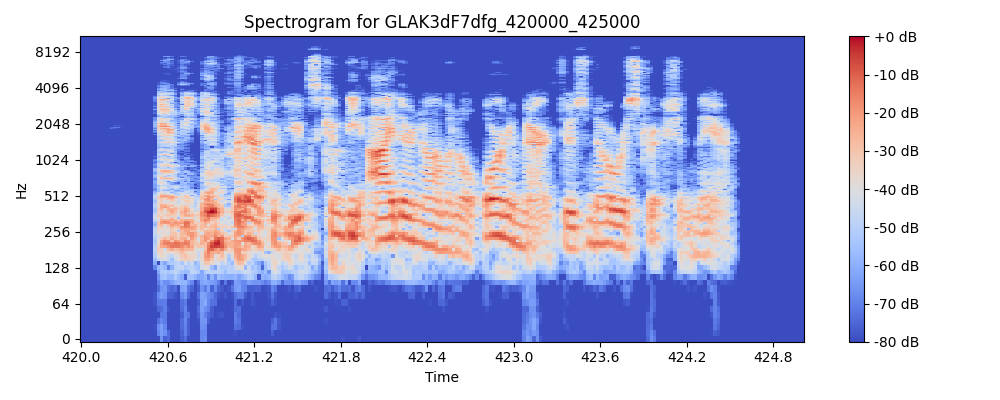 Spectrogram for GLAK3dF7dfg_420000_425000
8192
4096
2048
1024
512
256
128
64
0
Hz
420.0 420.6 421.2 421.8 422.4 423.0 423.6 424.2 424.8
Time
+0 dB
-10 dB
-20 dB
-30 dB
-40 dB
-50 dB
-60 dB
-70 dB
-80 dB